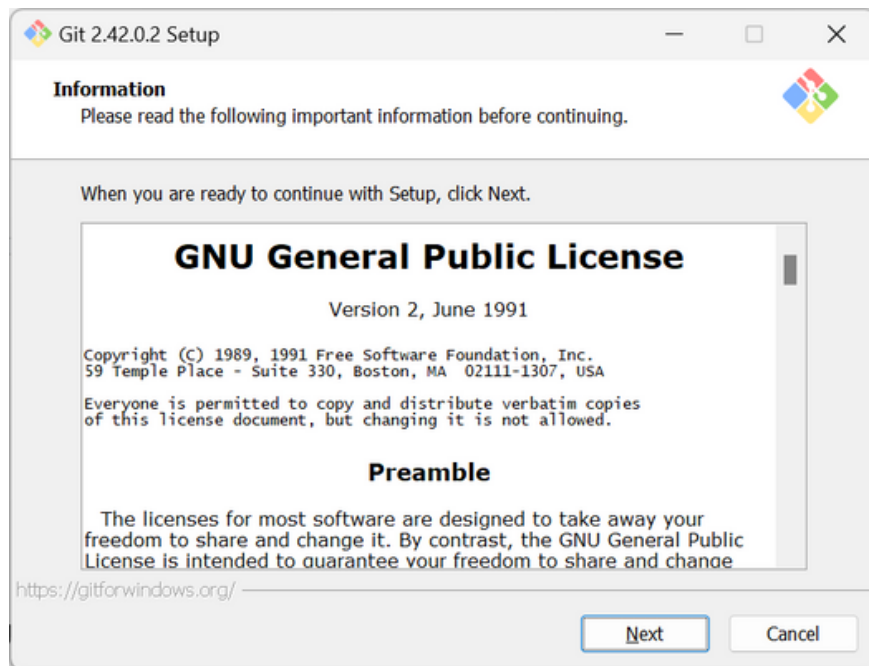 Git 2.42.0.2 Setup
Information
Please read the following important information before continuing.
When you are ready to continue with Setup, click Next.
GNU General Public License
Version 2, June 1991
Copyright (C) 1989, 1991 Free Software Foundation, Inc.
59 Temple Place - Suite 330, Boston, MA  02111-1307, USA
Everyone is permitted to copy and distribute verbatim copies
of this license document, but changing it is not allowed.
Preamble
The licenses for most software are designed to take away your
freedom to share and change it. By contrast, the GNU General Public
License is intended to guarantee your freedom to share and change
https://gitforwindows.org/
Next
Cancel